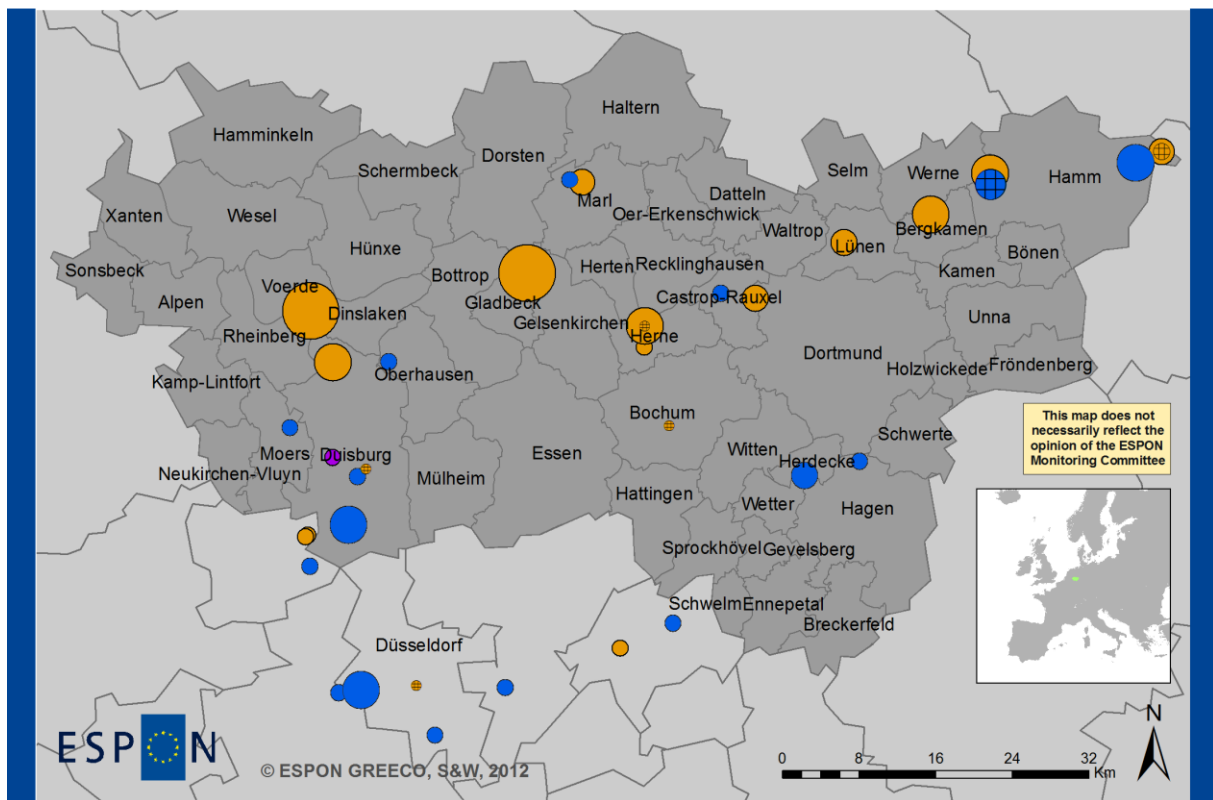 Haltern
Hamminkeln
Dorsten
Schermbeck
Selm
Werne
Hamm
Marl
Datteln
Xanten
Wesel
Oer-Erkenschwick
Waltrop
Bergkamen
Hünxe
Lünen
Bönen
Sonsbeck
Bottrop
Herten
Recklinghausen
Kamen
Voerde
Alpen
Gladbeck
Castrop-Rauxel
Dinslaken
Gelsenkirchen
Unna
Rheinberg
Herne
Dortmund
Kamp-Lintfort
Oberhausen
Holzwickede
Fröndenberg
Bochum
Schwerte
Moers
Duisburg
Essen
Witten
Herdecke
Neukirchen-Vluyn
Mülheim
Hattingen
Wetter
Hagen
Sprockhövel
Gevelsberg
Schwelm
Ennepetal
Breckerfeld
Düsseldorf
This map does not
necessarily reflect the
opinion of the ESPON
Monitoring Committee
N
ESPON
© ESPON GREECO, S&W, 2012
0 8 16 24 32
Km